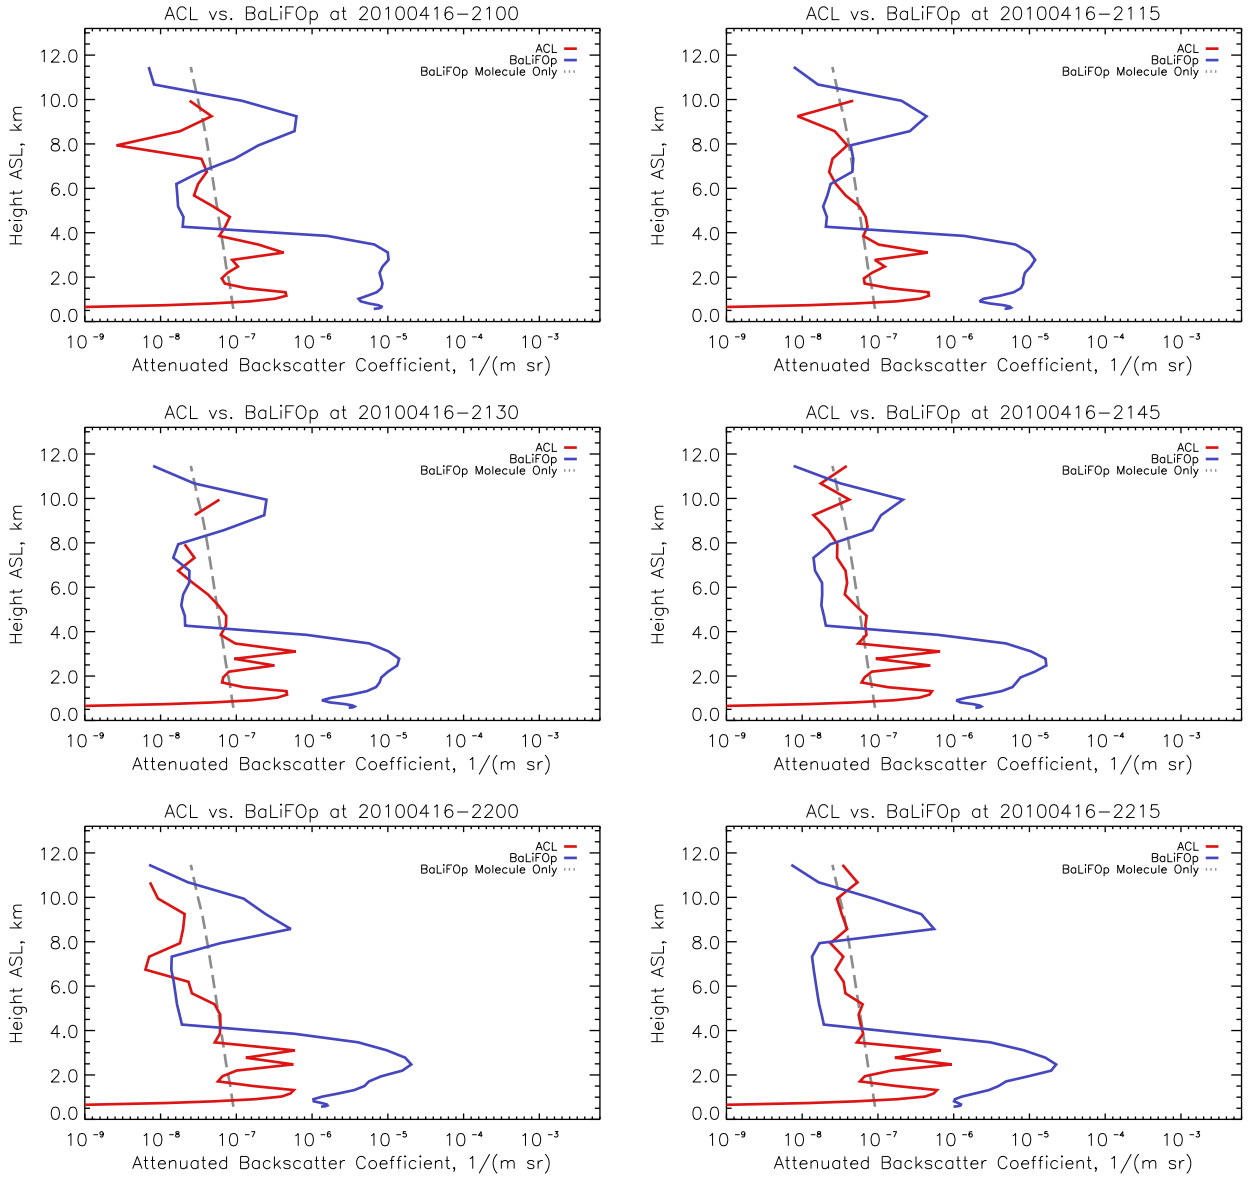 ACL vs. BaLiFOp at 20100416-2100
12.0
10.0
8.0
6.0
4.0
2.0
0.0
Height ASL, km
ACL
BaLiFOp
BaLiFOp Molecule Only
10⁻⁹ 10⁻⁸ 10⁻⁷ 10⁻⁶ 10⁻⁵ 10⁻⁴ 10⁻³
Attenuated Backscatter Coefficient, 1/(m sr)
ACL vs. BaLiFOp at 20100416-2115
12.0
10.0
8.0
6.0
4.0
2.0
0.0
Height ASL, km
ACL
BaLiFOp
BaLiFOp Molecule Only
10⁻⁹ 10⁻⁸ 10⁻⁷ 10⁻⁶ 10⁻⁵ 10⁻⁴ 10⁻³
Attenuated Backscatter Coefficient, 1/(m sr)
ACL vs. BaLiFOp at 20100416-2130
12.0
10.0
8.0
6.0
4.0
2.0
0.0
Height ASL, km
ACL
BaLiFOp
BaLiFOp Molecule Only
10⁻⁹ 10⁻⁸ 10⁻⁷ 10⁻⁶ 10⁻⁵ 10⁻⁴ 10⁻³
Attenuated Backscatter Coefficient, 1/(m sr)
ACL vs. BaLiFOp at 20100416-2145
12.0
10.0
8.0
6.0
4.0
2.0
0.0
Height ASL, km
ACL
BaLiFOp
BaLiFOp Molecule Only
10⁻⁹ 10⁻⁸ 10⁻⁷ 10⁻⁶ 10⁻⁵ 10⁻⁴ 10⁻³
Attenuated Backscatter Coefficient, 1/(m sr)
ACL vs. BaLiFOp at 20100416-2200
12.0
10.0
8.0
6.0
4.0
2.0
0.0
Height ASL, km
ACL
BaLiFOp
BaLiFOp Molecule Only
10⁻⁹ 10⁻⁸ 10⁻⁷ 10⁻⁶ 10⁻⁵ 10⁻⁴ 10⁻³
Attenuated Backscatter Coefficient, 1/(m sr)
ACL vs. BaLiFOp at 20100416-2215
12.0
10.0
8.0
6.0
4.0
2.0
0.0
Height ASL, km
ACL
BaLiFOp
BaLiFOp Molecule Only
10⁻⁹ 10⁻⁸ 10⁻⁷ 10⁻⁶ 10⁻⁵ 10⁻⁴ 10⁻³
Attenuated Backscatter Coefficient, 1/(m sr)